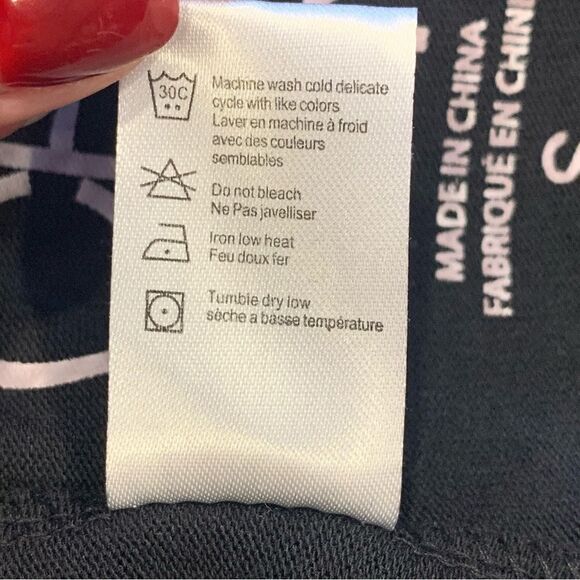 30C
Machine wash cold delicate
cycle with like colors
Laver en machine à froid
avec des couleurs
semblables
Do not bleach
Ne Pas javelliser
Iron low heat
Feu doux fer
Tumble dry low
sèche a basse température
MADE IN CHINA
FABRIQUÉ EN CHINE
S